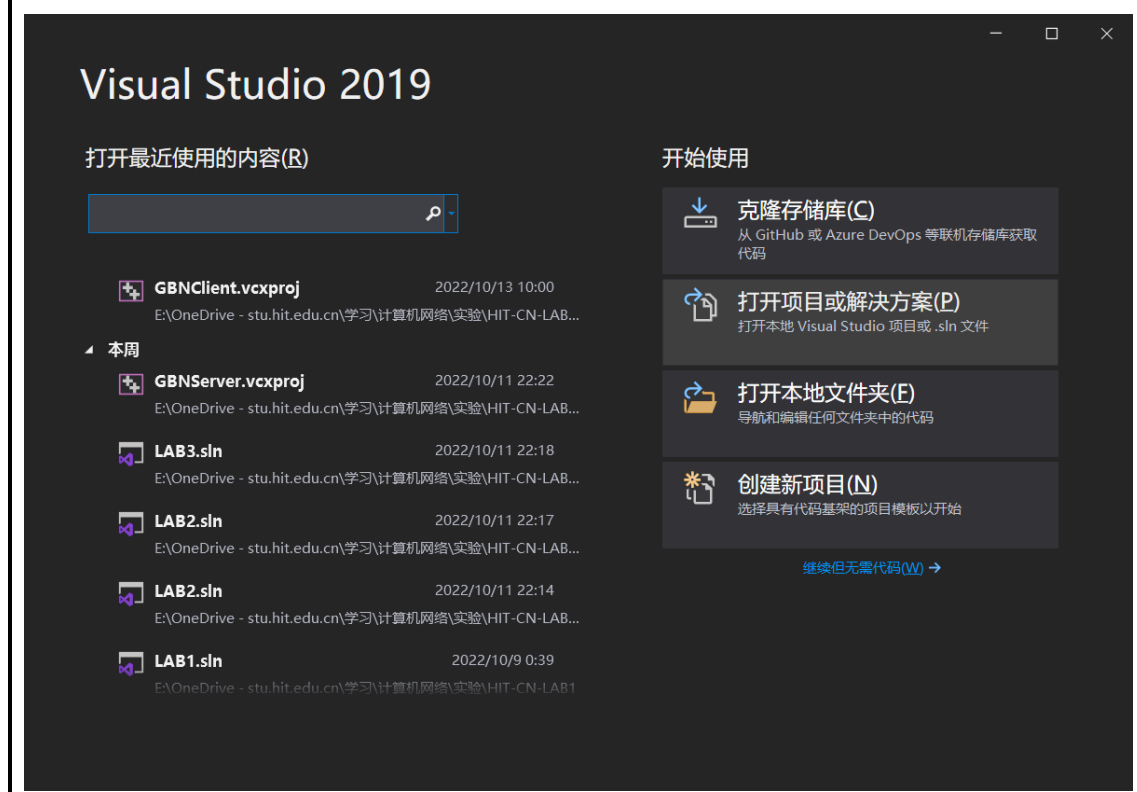 Visual Studio 2019
打开最近使用的内容(R)
GBNClient.vcxproj 2022/10/13 10:00
E:\OneDrive - stu.hit.edu.cn\学习\计算机网络\实验\HIT-CN-LAB...
本周
GBNServer.vcxproj 2022/10/11 22:22
E:\OneDrive - stu.hit.edu.cn\学习\计算机网络\实验\HIT-CN-LAB...
LAB3.sln 2022/10/11 22:18
E:\OneDrive - stu.hit.edu.cn\学习\计算机网络\实验\HIT-CN-LAB...
LAB2.sln 2022/10/11 22:17
E:\OneDrive - stu.hit.edu.cn\学习\计算机网络\实验\HIT-CN-LAB...
LAB2.sln 2022/10/11 22:14
E:\OneDrive - stu.hit.edu.cn\学习\计算机网络\实验\HIT-CN-LAB...
LAB1.sln 2022/10/9 0:39
E:\OneDrive - stu.hit.edu.cn\学习\计算机网络\实验\HIT-CN-LAB1
开始使用
克隆存储库(C)
从 GitHub 或 Azure DevOps 等联机存储库获取
代码
打开项目或解决方案(P)
打开本地 Visual Studio 项目或 .sln 文件
打开本地文件夹(F)
导航和编辑任何文件夹中的代码
创建新项目(N)
选择具有代码基架的项目模板以开始
继续但无需代码(W) →